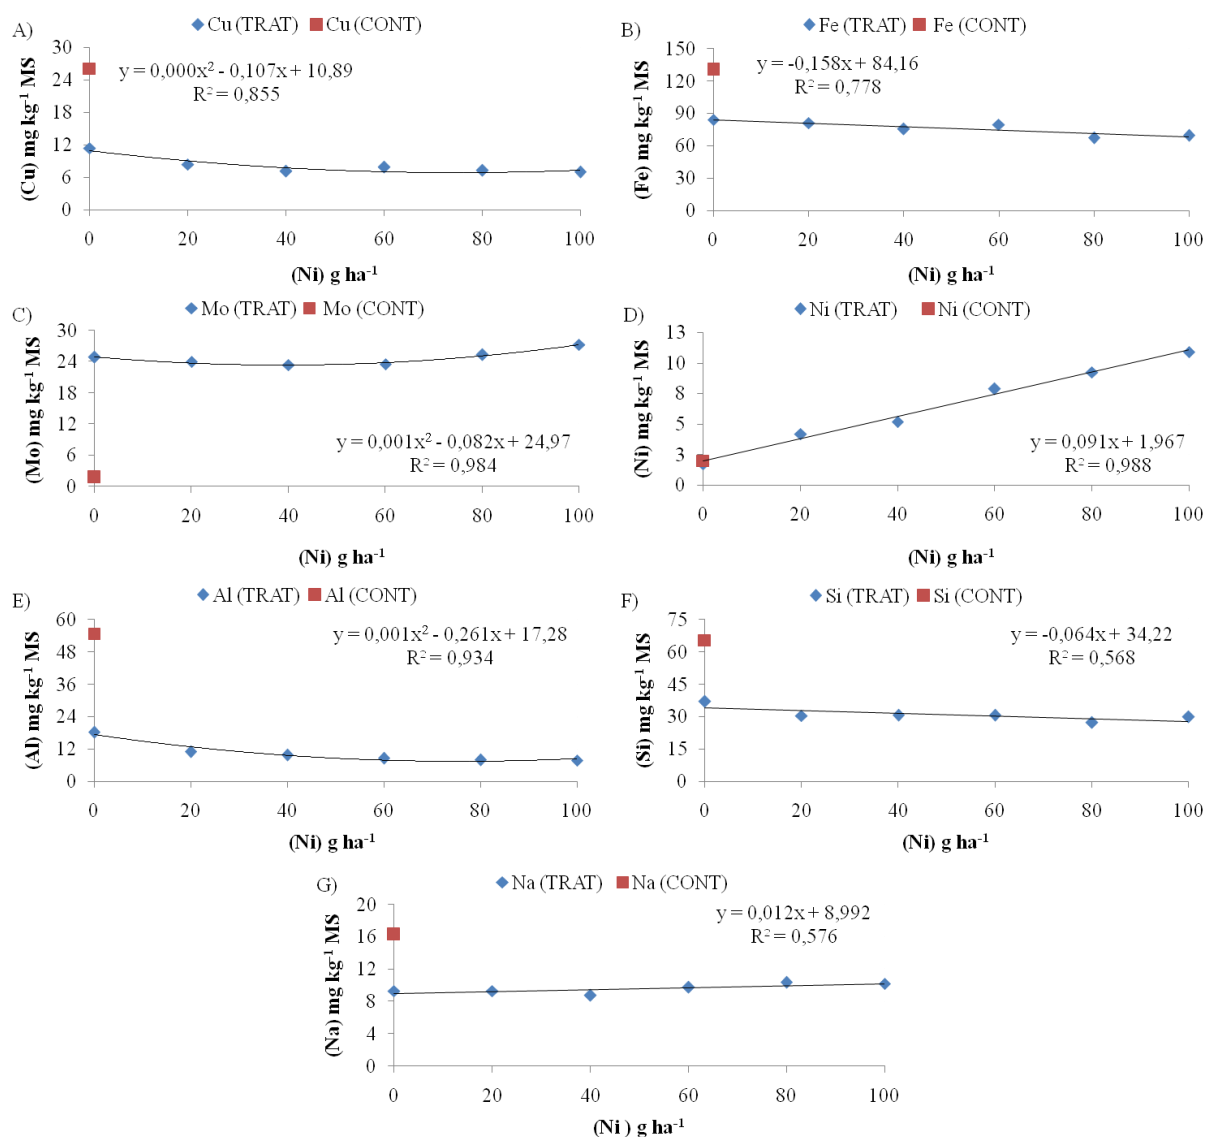 A)
Cu (TRAT) Cu (CONT)
y = 0,000x² - 0,107x + 10,89
R² = 0,855
(Cu) mg kg⁻¹ MS
30
24
18
12
6
0
0 20 40 60 80 100
(Ni) g ha⁻¹
B)
Fe (TRAT) Fe (CONT)
y = -0,158x + 84,16
R² = 0,778
(Fe) mg kg⁻¹ MS
150
120
90
60
30
0
0 20 40 60 80 100
(Ni) g ha⁻¹
C)
Mo (TRAT) Mo (CONT)
(Mo) mg kg⁻¹ MS
30
24
18
12
6
0
y = 0,001x² - 0,082x + 24,97
R² = 0,984
0 20 40 60 80 100
(Ni) g ha⁻¹
D)
Ni (TRAT) Ni (CONT)
(Ni) mg kg⁻¹ MS
13
10
8
5
3
0
y = 0,091x + 1,967
R² = 0,988
0 20 40 60 80 100
(Ni) g ha⁻¹
E)
Al (TRAT) Al (CONT)
y = 0,001x² - 0,261x + 17,28
R² = 0,934
(Al) mg kg⁻¹ MS
60
48
36
24
12
0
0 20 40 60 80 100
(Ni) g ha⁻¹
F)
Si (TRAT) Si (CONT)
y = -0,064x + 34,22
R² = 0,568
(Si) mg kg⁻¹ MS
75
60
45
30
15
0
0 20 40 60 80 100
(Ni) g ha⁻¹
G)
Na (TRAT) Na (CONT)
y = 0,012x + 8,992
R² = 0,576
(Na) mg kg⁻¹ MS
20
16
12
8
4
0
0 20 40 60 80 100
(Ni ) g ha⁻¹